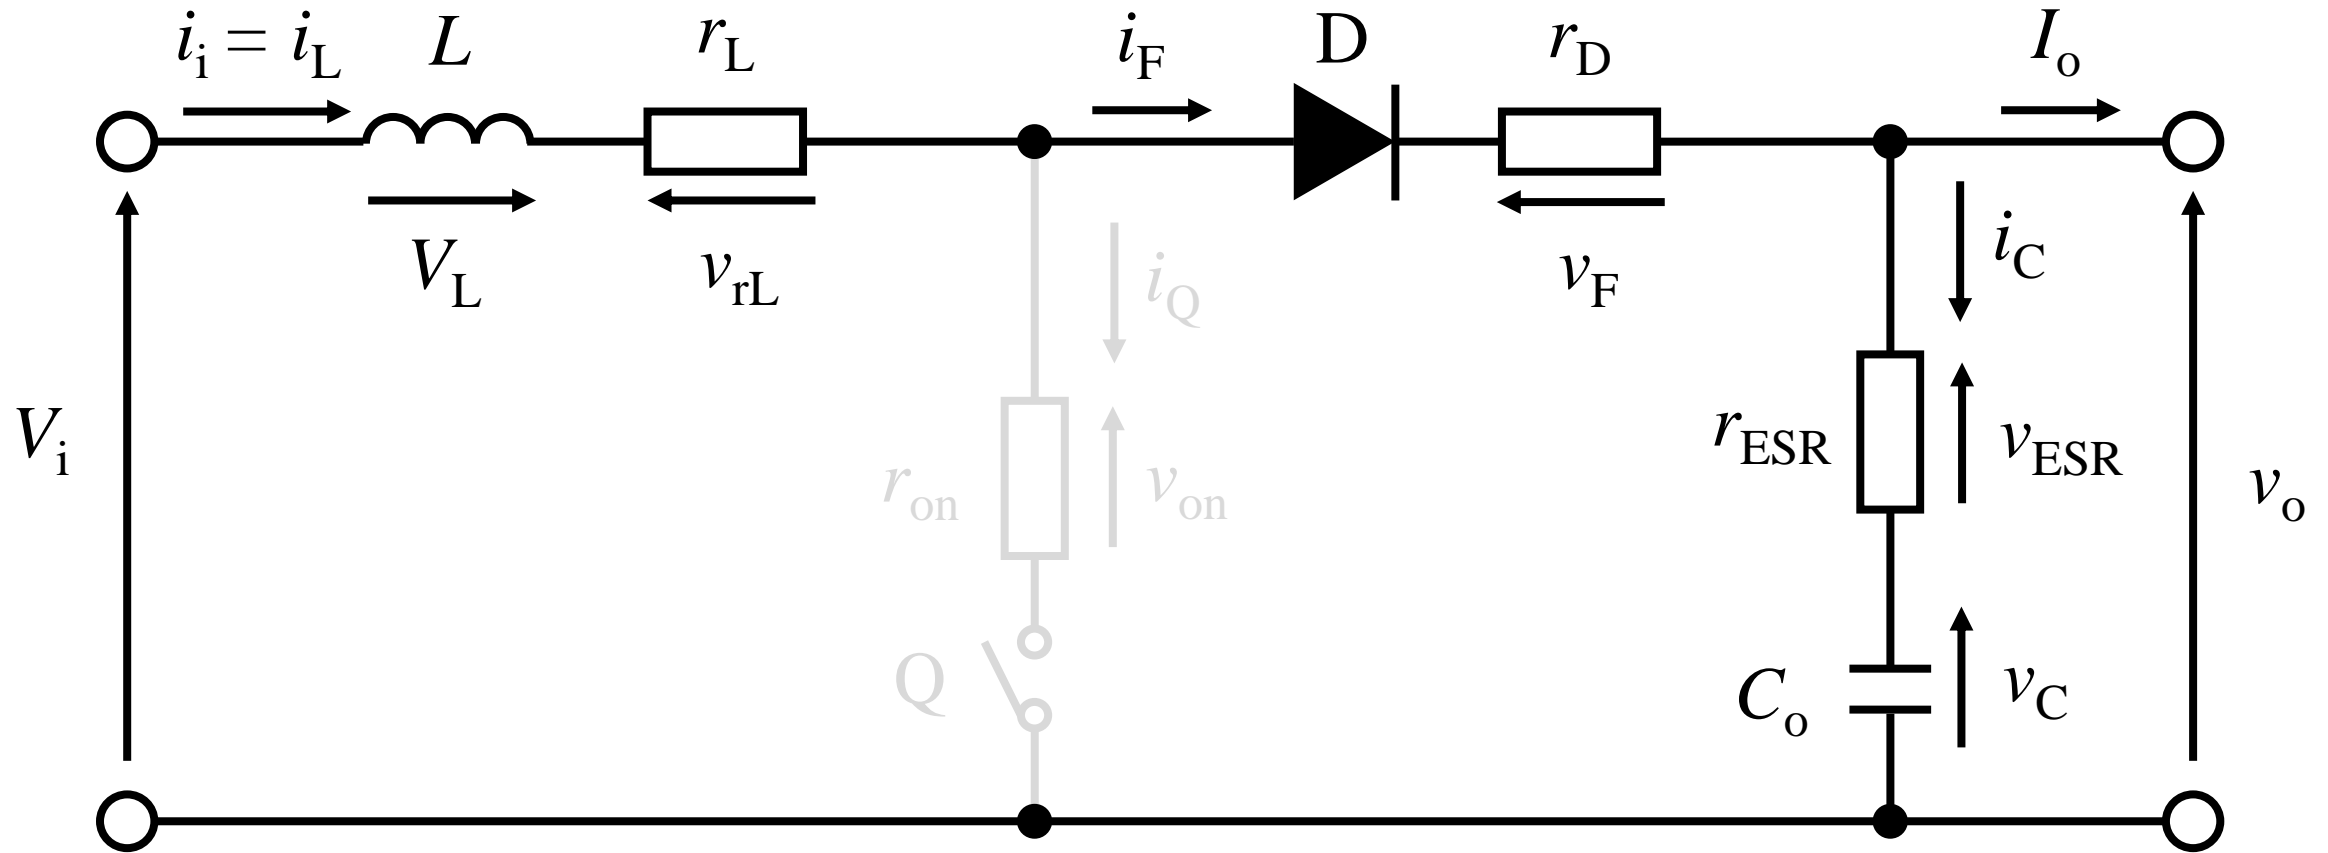 i_i = i_L
L
r_L
i_F
D
r_D
I_o
V_L
v_rL
i_Q
v_F
i_C
V_i
r_on
v_on
r_ESR
v_ESR
v_o
Q
C_o
v_C